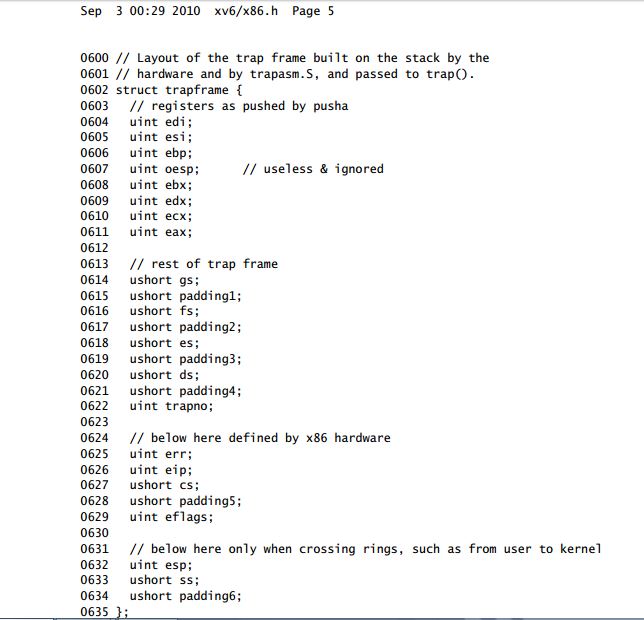 Sep  3 00:29 2010  xv6/x86.h  Page 5
0600 // Layout of the trap frame built on the stack by the
0601 // hardware and by trapasm.S, and passed to trap().
0602 struct trapframe {
0603   // registers as pushed by pusha
0604   uint edi;
0605   uint esi;
0606   uint ebp;
0607   uint oesp;      // useless & ignored
0608   uint ebx;
0609   uint edx;
0610   uint ecx;
0611   uint eax;
0612
0613   // rest of trap frame
0614   ushort gs;
0615   ushort padding1;
0616   ushort fs;
0617   ushort padding2;
0618   ushort es;
0619   ushort padding3;
0620   ushort ds;
0621   ushort padding4;
0622   uint trapno;
0623
0624   // below here defined by x86 hardware
0625   uint err;
0626   uint eip;
0627   ushort cs;
0628   ushort padding5;
0629   uint eflags;
0630
0631   // below here only when crossing rings, such as from user to kernel
0632   uint esp;
0633   ushort ss;
0634   ushort padding6;
0635 };